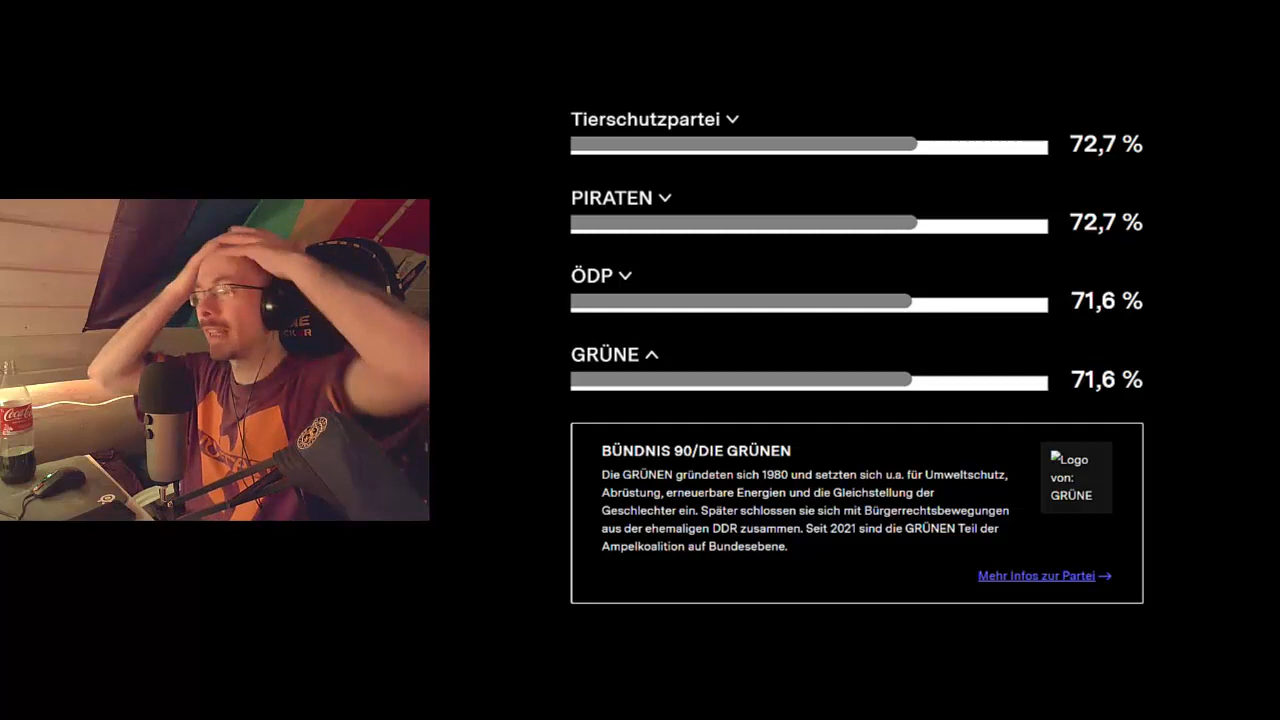 Tierschutzpartei
72,7 %
PIRATEN
72,7 %
ÖDP
71,6 %
GRÜNE
71,6 %
BÜNDNIS 90/DIE GRÜNEN
Die GRÜNEN gründeten sich 1980 und setzten sich u.a. für Umweltschutz,
Abrüstung, erneuerbare Energien und die Gleichstellung der
Geschlechter ein. Später schlossen sie sich mit Bürgerrechtsbewegungen
aus der ehemaligen DDR zusammen. Seit 2021 sind die GRÜNEN Teil der
Ampelkoalition auf Bundesebene.
Logo
von:
GRÜNE
Mehr Infos zur Partei →
Coca-Cola